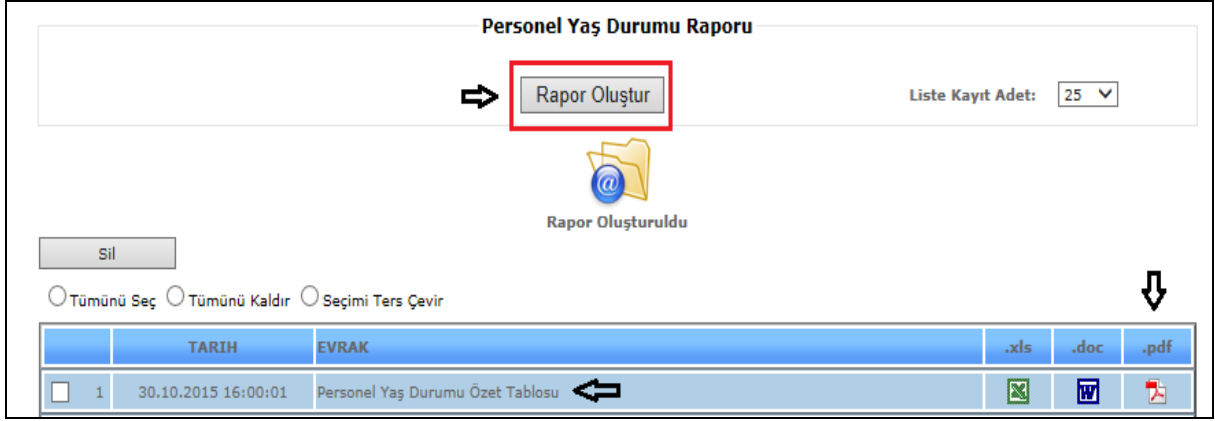 Personel Yaş Durumu Raporu
Rapor Oluştur
Liste Kayıt Adet: 25
@
Rapor Oluşturuldu
Sil
Tümünü Seç Tümünü Kaldır Seçimi Ters Çevir
TARIH EVRAK .xls .doc .pdf
1 30.10.2015 16:00:01 Personel Yaş Durumu Özet Tablosu